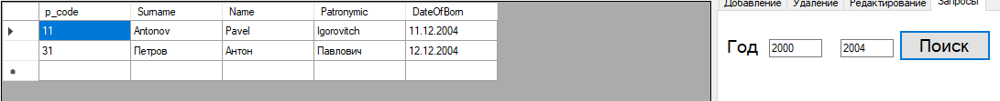 p_code Surname Name Patronymic DateOfBorn
11 Antonov Pavel Igorovitch 11.12.2004
31 Петров Антон Павлович 12.12.2004
Добавление Удаление Редактирование Запросы
Год 2000 2004 Поиск